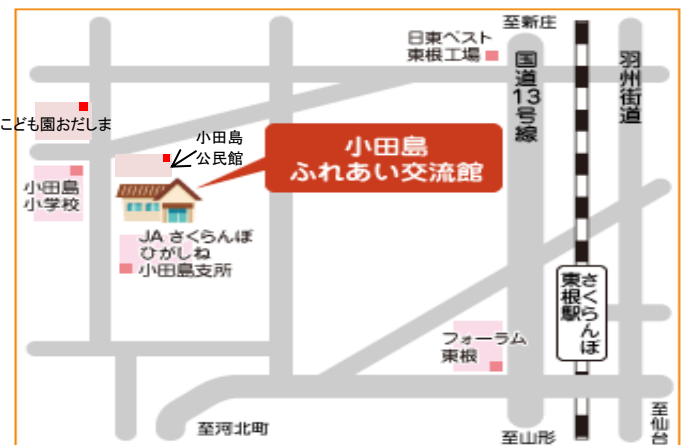 至新庄
日東ベスト
東根工場
国道13号線
羽州街道
こども園おだしま
小田島
公民館
小田島
ふれあい交流館
小田島
小学校
JAさくらんぼ
ひがしね
小田島支所
さくらんぼ
東根駅
フォーラム
東根
至河北町
至山形
至仙台